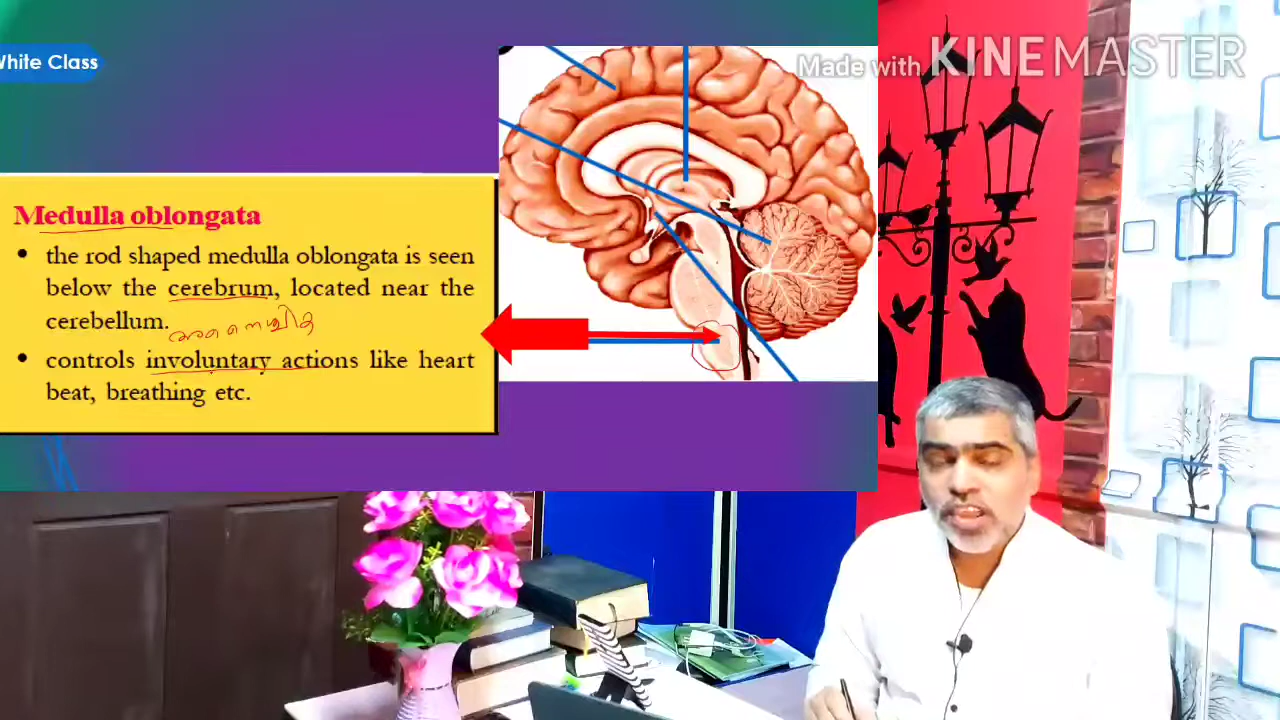 White Class
Made with KINEMASTER
Medulla oblongata
• the rod shaped medulla oblongata is seen
below the cerebrum, located near the
cerebellum.
അനൈശ്ചിക
• controls involuntary actions like heart
beat, breathing etc.